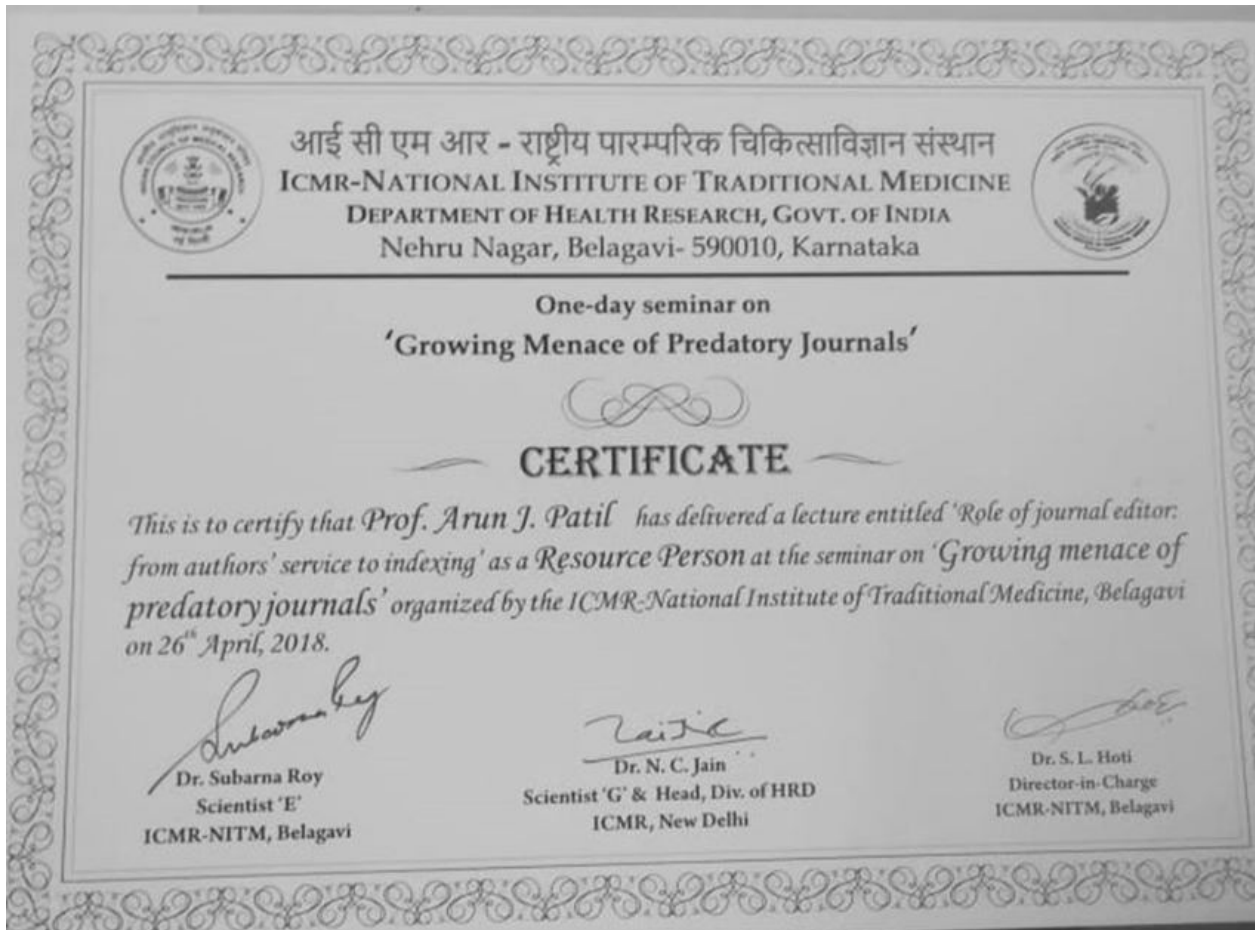 आई सी एम आर - राष्ट्रीय पारम्परिक चिकित्साविज्ञान संस्थान
ICMR-NATIONAL INSTITUTE OF TRADITIONAL MEDICINE
DEPARTMENT OF HEALTH RESEARCH, GOVT. OF INDIA
Nehru Nagar, Belagavi- 590010, Karnataka
One-day seminar on
'Growing Menace of Predatory Journals'
CERTIFICATE
This is to certify that Prof. Arun J. Patil has delivered a lecture entitled 'Role of journal editor:
from authors' service to indexing' as a Resource Person at the seminar on 'Growing menace of
predatory journals' organized by the ICMR-National Institute of Traditional Medicine, Belagavi
on 26th April, 2018.
Dr. Subarna Roy
Scientist 'E'
ICMR-NITM, Belagavi
Dr. N. C. Jain
Scientist 'G' & Head, Div. of HRD
ICMR, New Delhi
Dr. S. L. Hoti
Director-in-Charge
ICMR-NITM, Belagavi